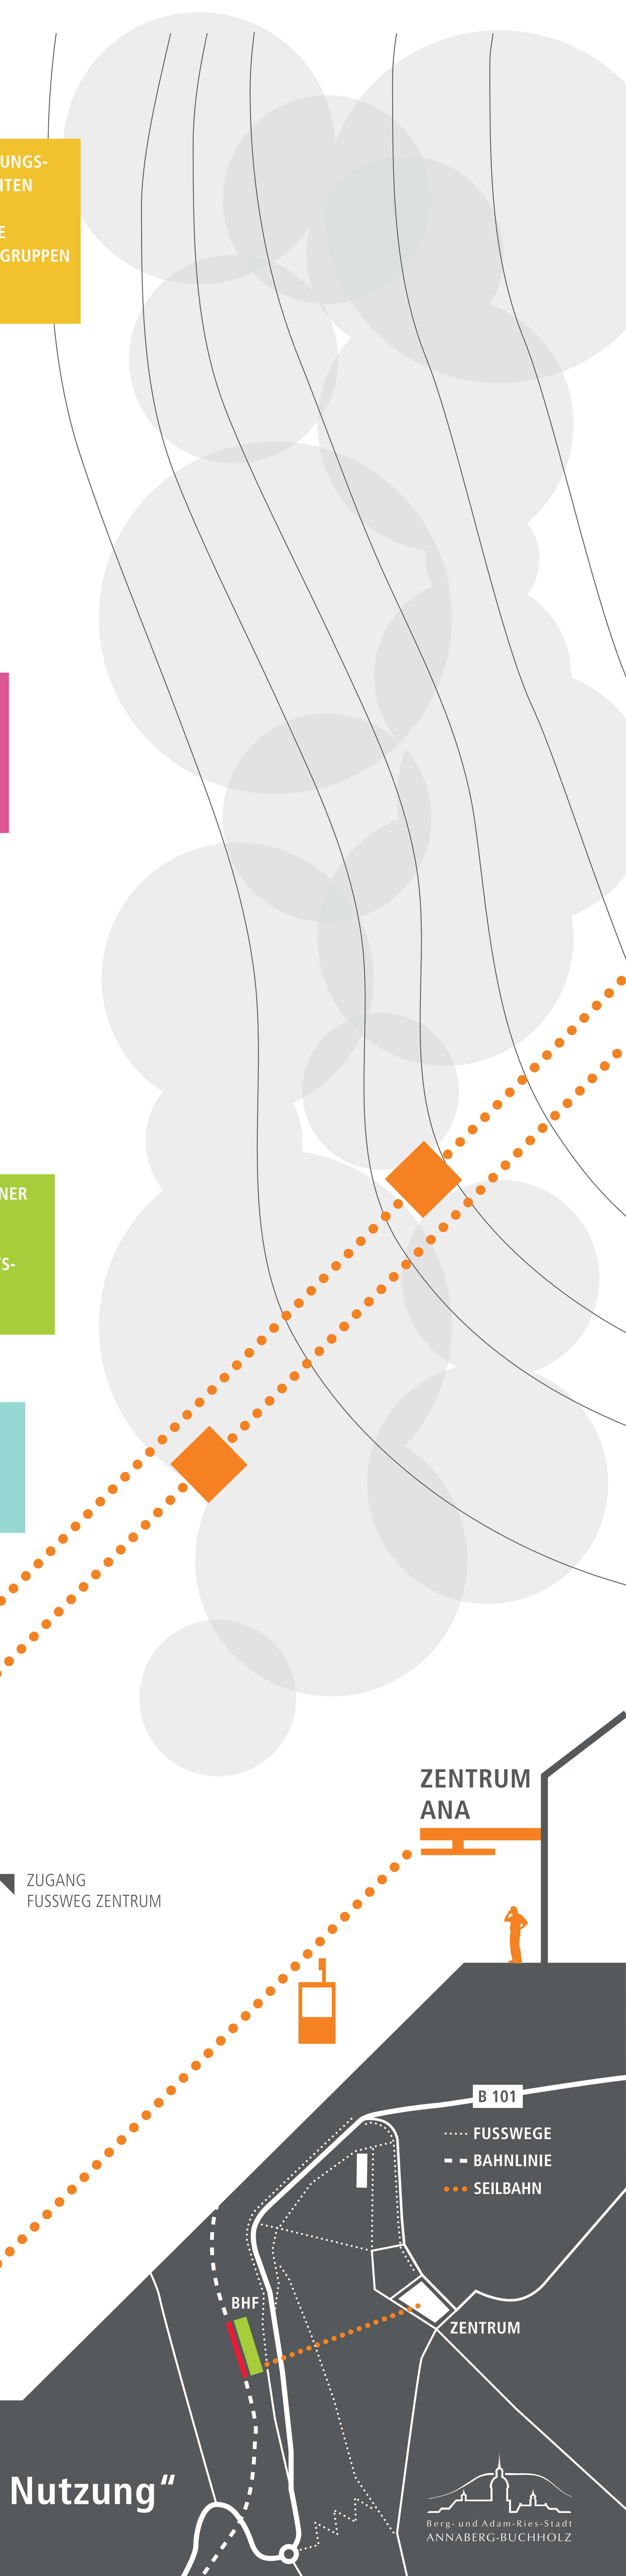 UNGS-
ITEN
E
GRUPPEN
NER
TS-
ZENTRUM
ANA
ZUGANG
FUSSWEG ZENTRUM
B 101
FUSSWEGE
BAHNLINIE
SEILBAHN
BHF
ZENTRUM
Nutzung“
Berg- und Adam-Ries-Stadt
ANNABERG-BUCHHOLZ